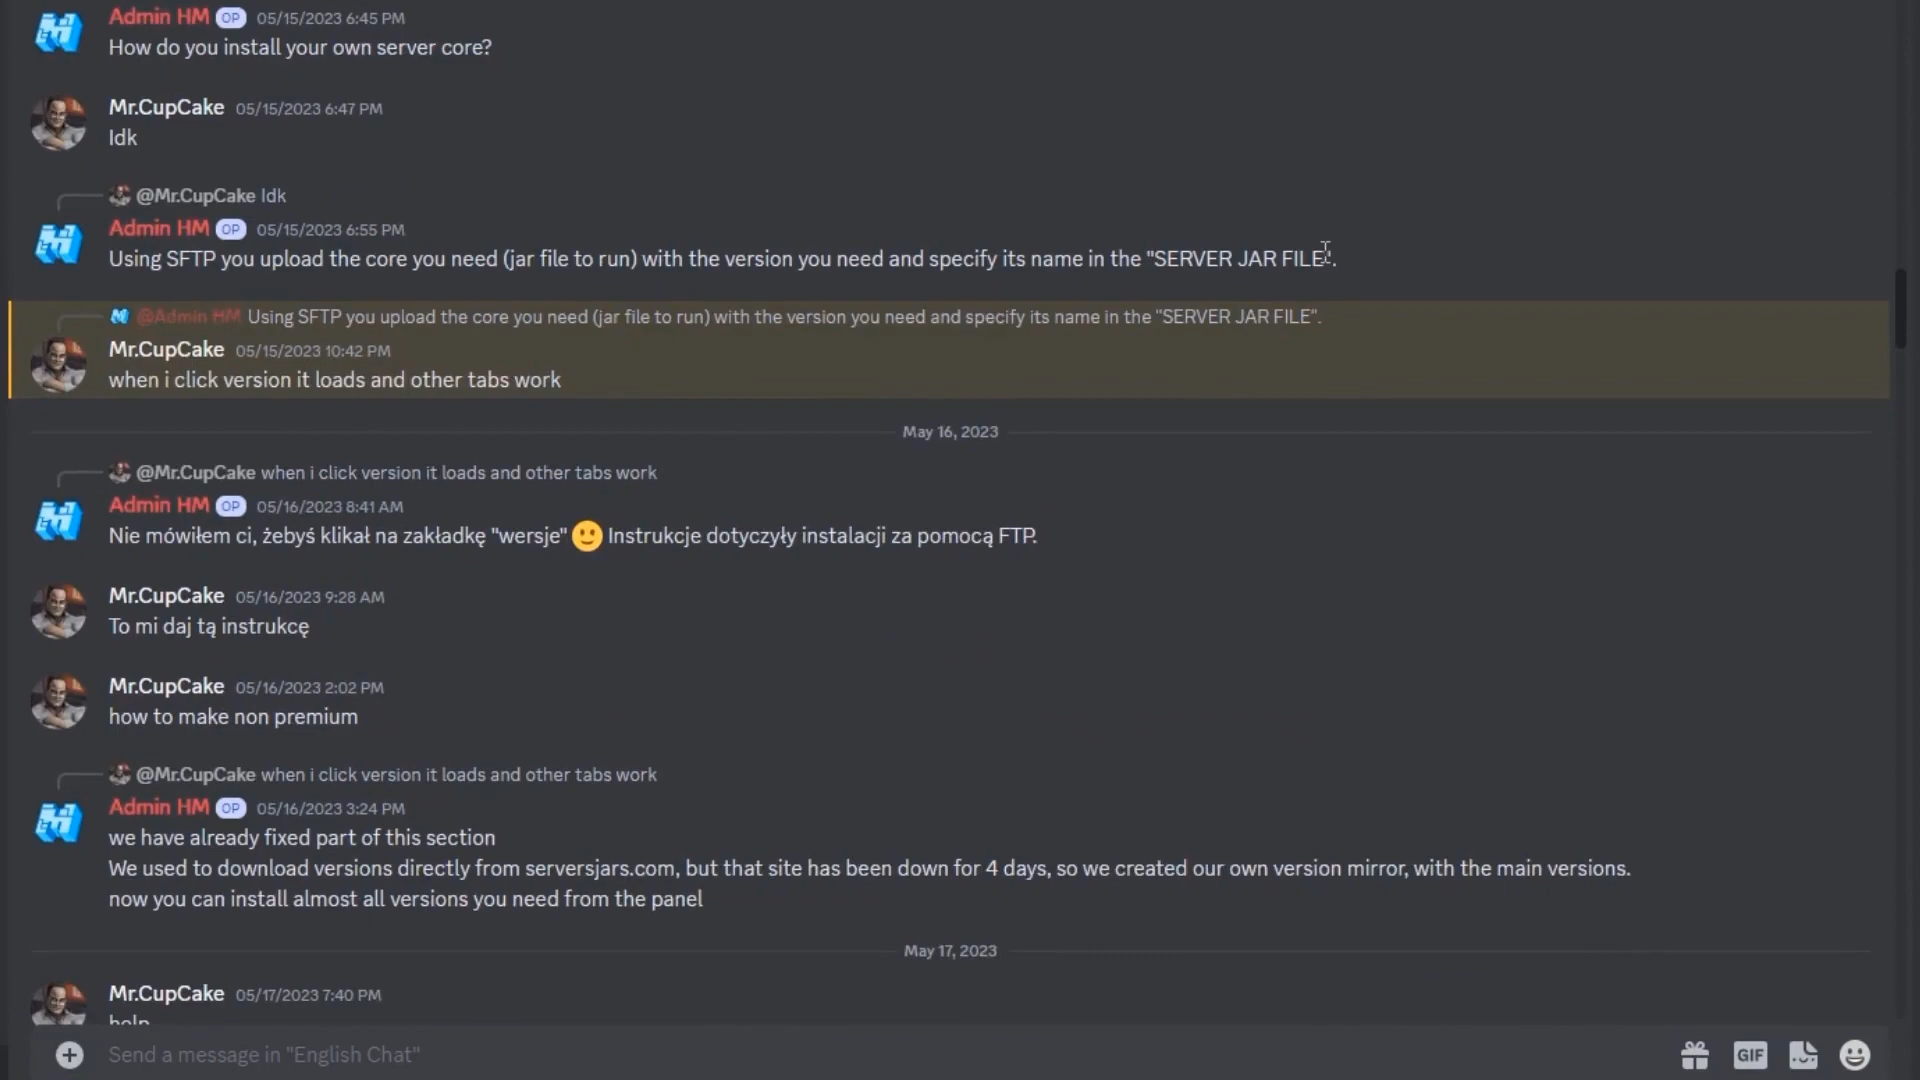 Admin HM OP 05/15/2023 6:45 PM
How do you install your own server core?
Mr.CupCake 05/15/2023 6:47 PM
Idk
@Mr.CupCake Idk
Admin HM OP 05/15/2023 6:55 PM
Using SFTP you upload the core you need (jar file to run) with the version you need and specify its name in the "SERVER JAR FILE".
@Admin HM Using SFTP you upload the core you need (jar file to run) with the version you need and specify its name in the "SERVER JAR FILE".
Mr.CupCake 05/15/2023 10:42 PM
when i click version it loads and other tabs work
May 16, 2023
@Mr.CupCake when i click version it loads and other tabs work
Admin HM OP 05/16/2023 8:41 AM
Nie mówiłem ci, żebyś klikał na zakładkę "wersje" 🙂 Instrukcje dotyczyły instalacji za pomocą FTP.
Mr.CupCake 05/16/2023 9:28 AM
To mi daj tą instrukcę
Mr.CupCake 05/16/2023 2:02 PM
how to make non premium
@Mr.CupCake when i click version it loads and other tabs work
Admin HM OP 05/16/2023 3:24 PM
we have already fixed part of this section
We used to download versions directly from serversjars.com, but that site has been down for 4 days, so we created our own version mirror, with the main versions.
now you can install almost all versions you need from the panel
May 17, 2023
Mr.CupCake 05/17/2023 7:40 PM
help
Send a message in "English Chat"
GIF